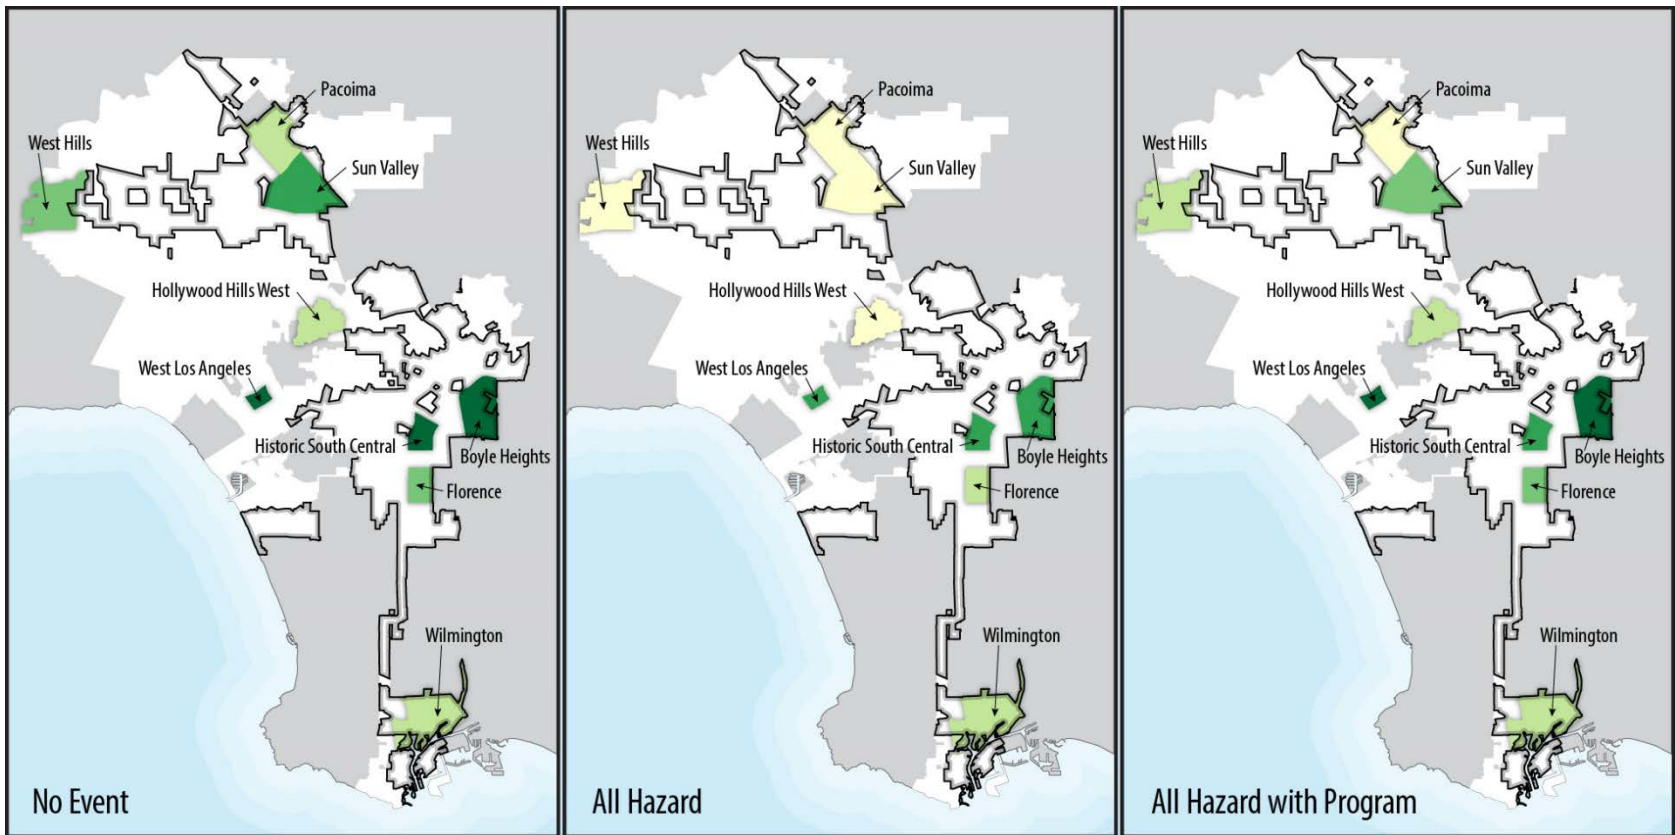 Pacoima
West Hills
Sun Valley
Hollywood Hills West
West Los Angeles
Historic South Central
Boyle Heights
Florence
Wilmington
No Event
Pacoima
West Hills
Sun Valley
Hollywood Hills West
West Los Angeles
Historic South Central
Boyle Heights
Florence
Wilmington
All Hazard
Pacoima
West Hills
Sun Valley
Hollywood Hills West
West Los Angeles
Historic South Central
Boyle Heights
Florence
Wilmington
All Hazard with Program